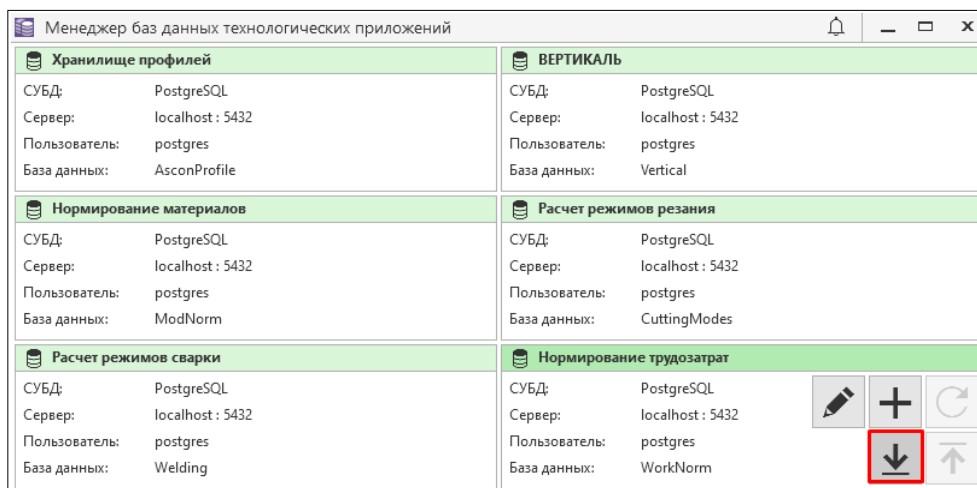 Менеджер баз данных технологических приложений
Хранилище профилей
СУБД: PostgreSQL
Сервер: localhost : 5432
Пользователь: postgres
База данных: AsconProfile
ВЕРТИКАЛЬ
СУБД: PostgreSQL
Сервер: localhost : 5432
Пользователь: postgres
База данных: Vertical
Нормирование материалов
СУБД: PostgreSQL
Сервер: localhost : 5432
Пользователь: postgres
База данных: ModNorm
Расчет режимов резания
СУБД: PostgreSQL
Сервер: localhost : 5432
Пользователь: postgres
База данных: CuttingModes
Расчет режимов сварки
СУБД: PostgreSQL
Сервер: localhost : 5432
Пользователь: postgres
База данных: Welding
Нормирование трудозатрат
СУБД: PostgreSQL
Сервер: localhost : 5432
Пользователь: postgres
База данных: WorkNorm